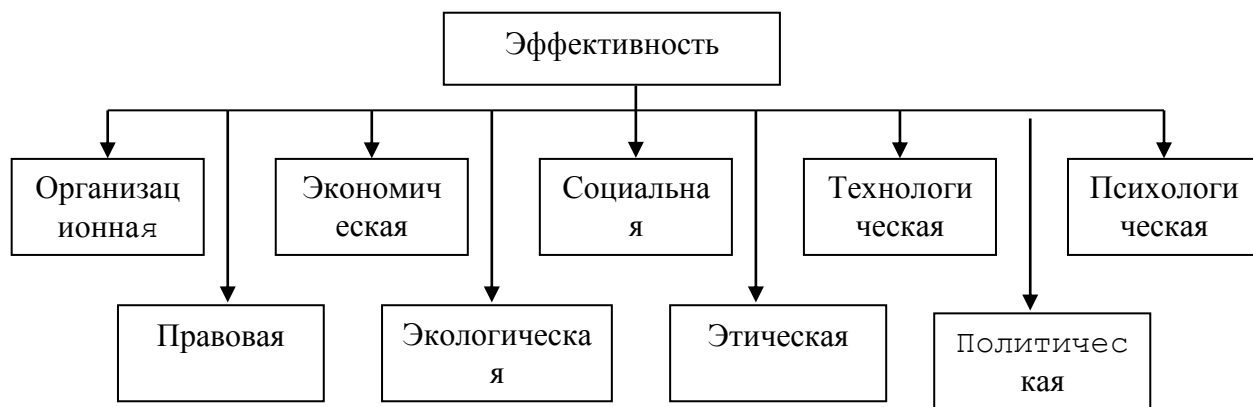 Эффективность
Организац
ионная
Экономич
еская
Социальна
я
Технологи
ческая
Психологи
ческая
Правовая
Экологическа
я
Этическая
Политичес
кая